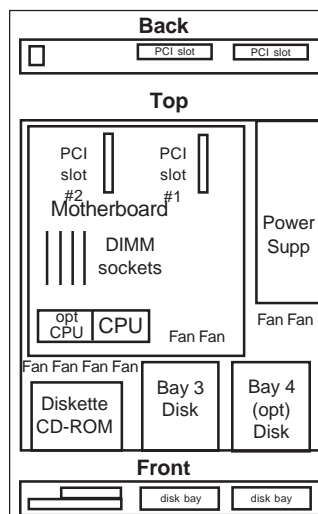 Back
PCI slot PCI slot
Top
PCI slot #2
PCI slot #1
Motherboard
DIMM sockets
Power Supp
opt CPU
CPU
Fan Fan
Fan Fan
Fan Fan Fan Fan
Diskette CD-ROM
Bay 3 Disk
Bay 4 (opt) Disk
Front
disk bay disk bay